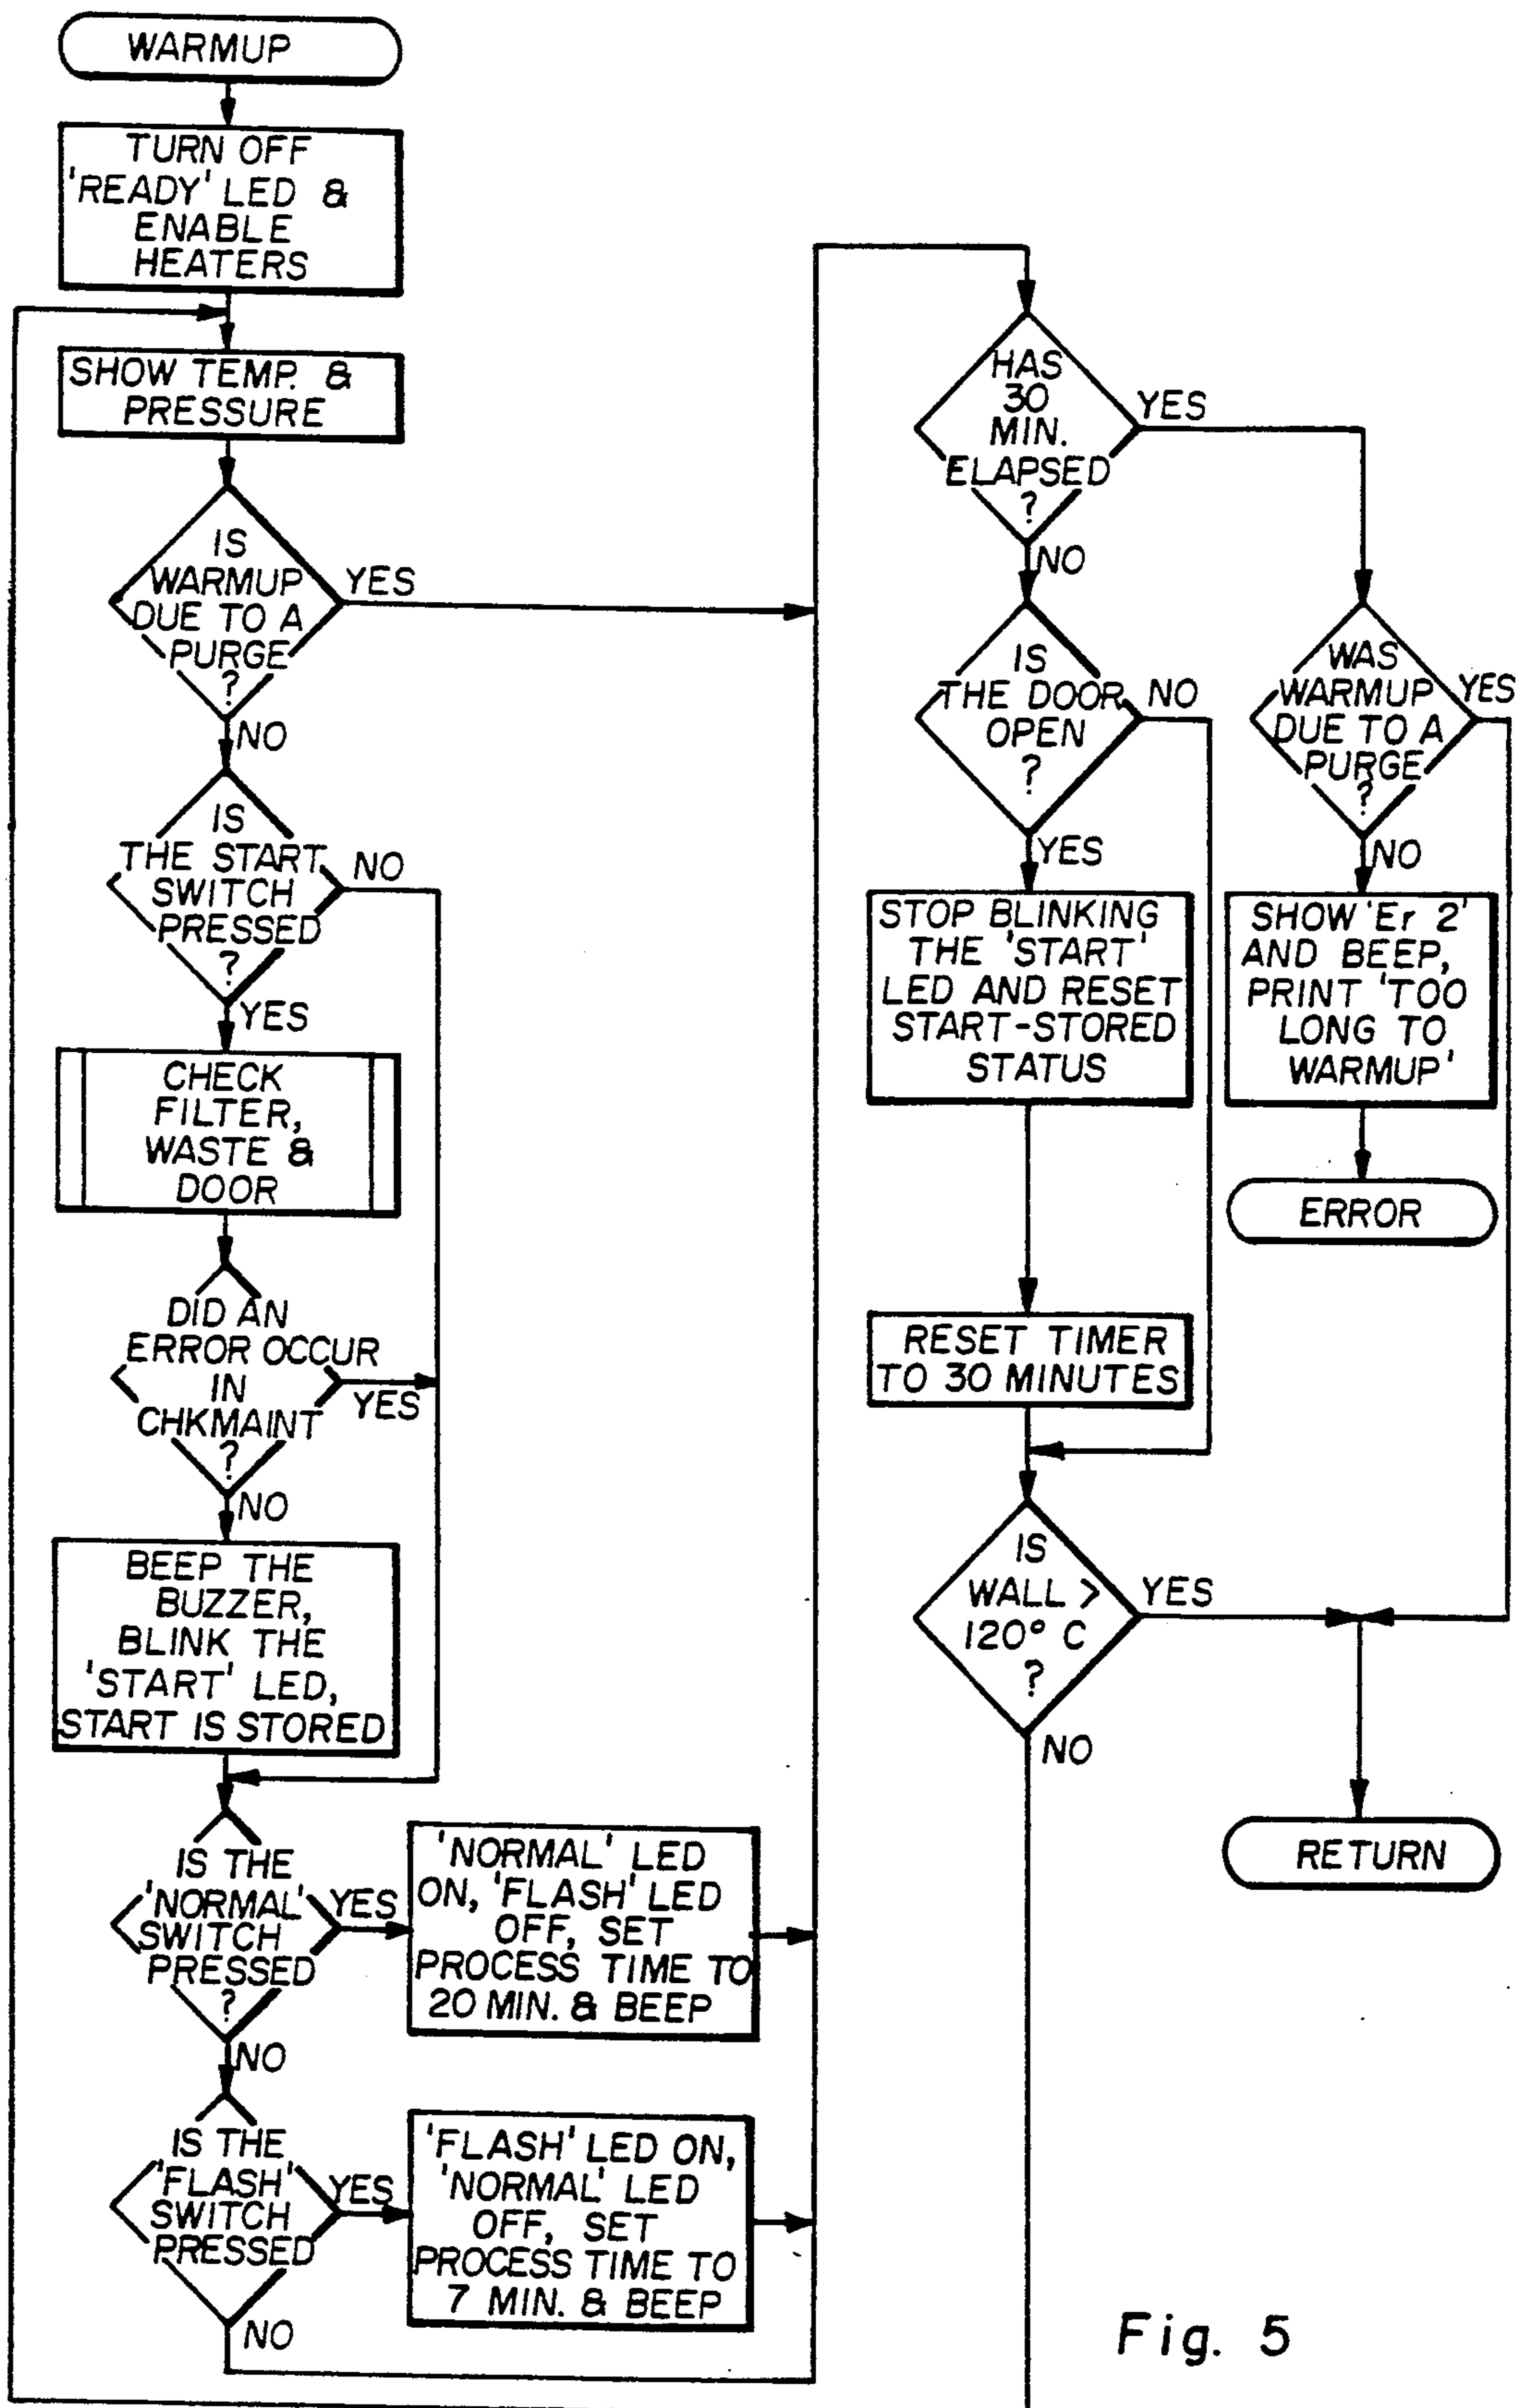 WARMUP
TURN OFF
'READY' LED &
ENABLE
HEATERS
SHOW TEMP. &
PRESSURE
IS
WARMUP
DUE TO A
PURGE
?
YES
NO
IS
THE START
SWITCH
PRESSED
?
NO
YES
CHECK
FILTER,
WASTE &
DOOR
DID AN
ERROR OCCUR
IN
CHKMAINT
?
YES
NO
BEEP THE
BUZZER,
BLINK THE
'START' LED,
START IS STORED
IS THE
'NORMAL'
SWITCH
PRESSED
?
YES
NO
'NORMAL' LED
ON, 'FLASH' LED
OFF, SET
PROCESS TIME TO
20 MIN. & BEEP
IS THE
'FLASH'
SWITCH
PRESSED
YES
NO
'FLASH' LED ON,
'NORMAL' LED
OFF, SET
PROCESS TIME TO
7 MIN. & BEEP
HAS
30
MIN.
ELAPSED
?
YES
NO
IS
THE DOOR
OPEN
?
NO
YES
STOP BLINKING
THE 'START'
LED AND RESET
START-STORED
STATUS
RESET TIMER
TO 30 MINUTES
IS
WALL >
120° C
?
YES
NO
WAS
WARMUP
DUE TO A
PURGE
?
YES
NO
SHOW 'Er 2'
AND BEEP,
PRINT 'TOO
LONG TO
WARMUP'
ERROR
RETURN
Fig. 5